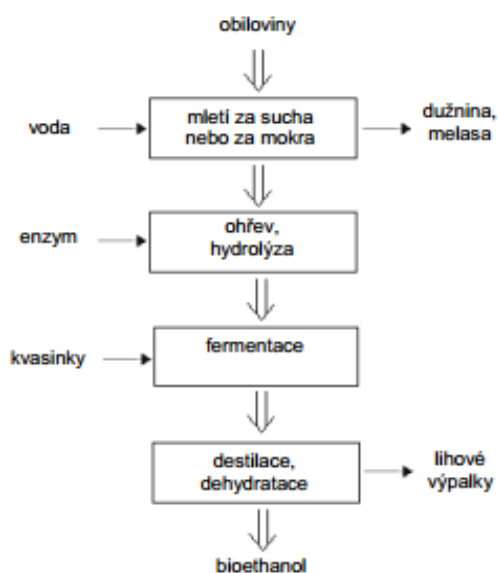 obiloviny
voda
mletí za sucha
nebo za mokra
dužnina,
melasa
enzym
ohřev,
hydrolýza
kvasinky
fermentace
destilace,
dehydratace
lihové
výpalky
bioethanol